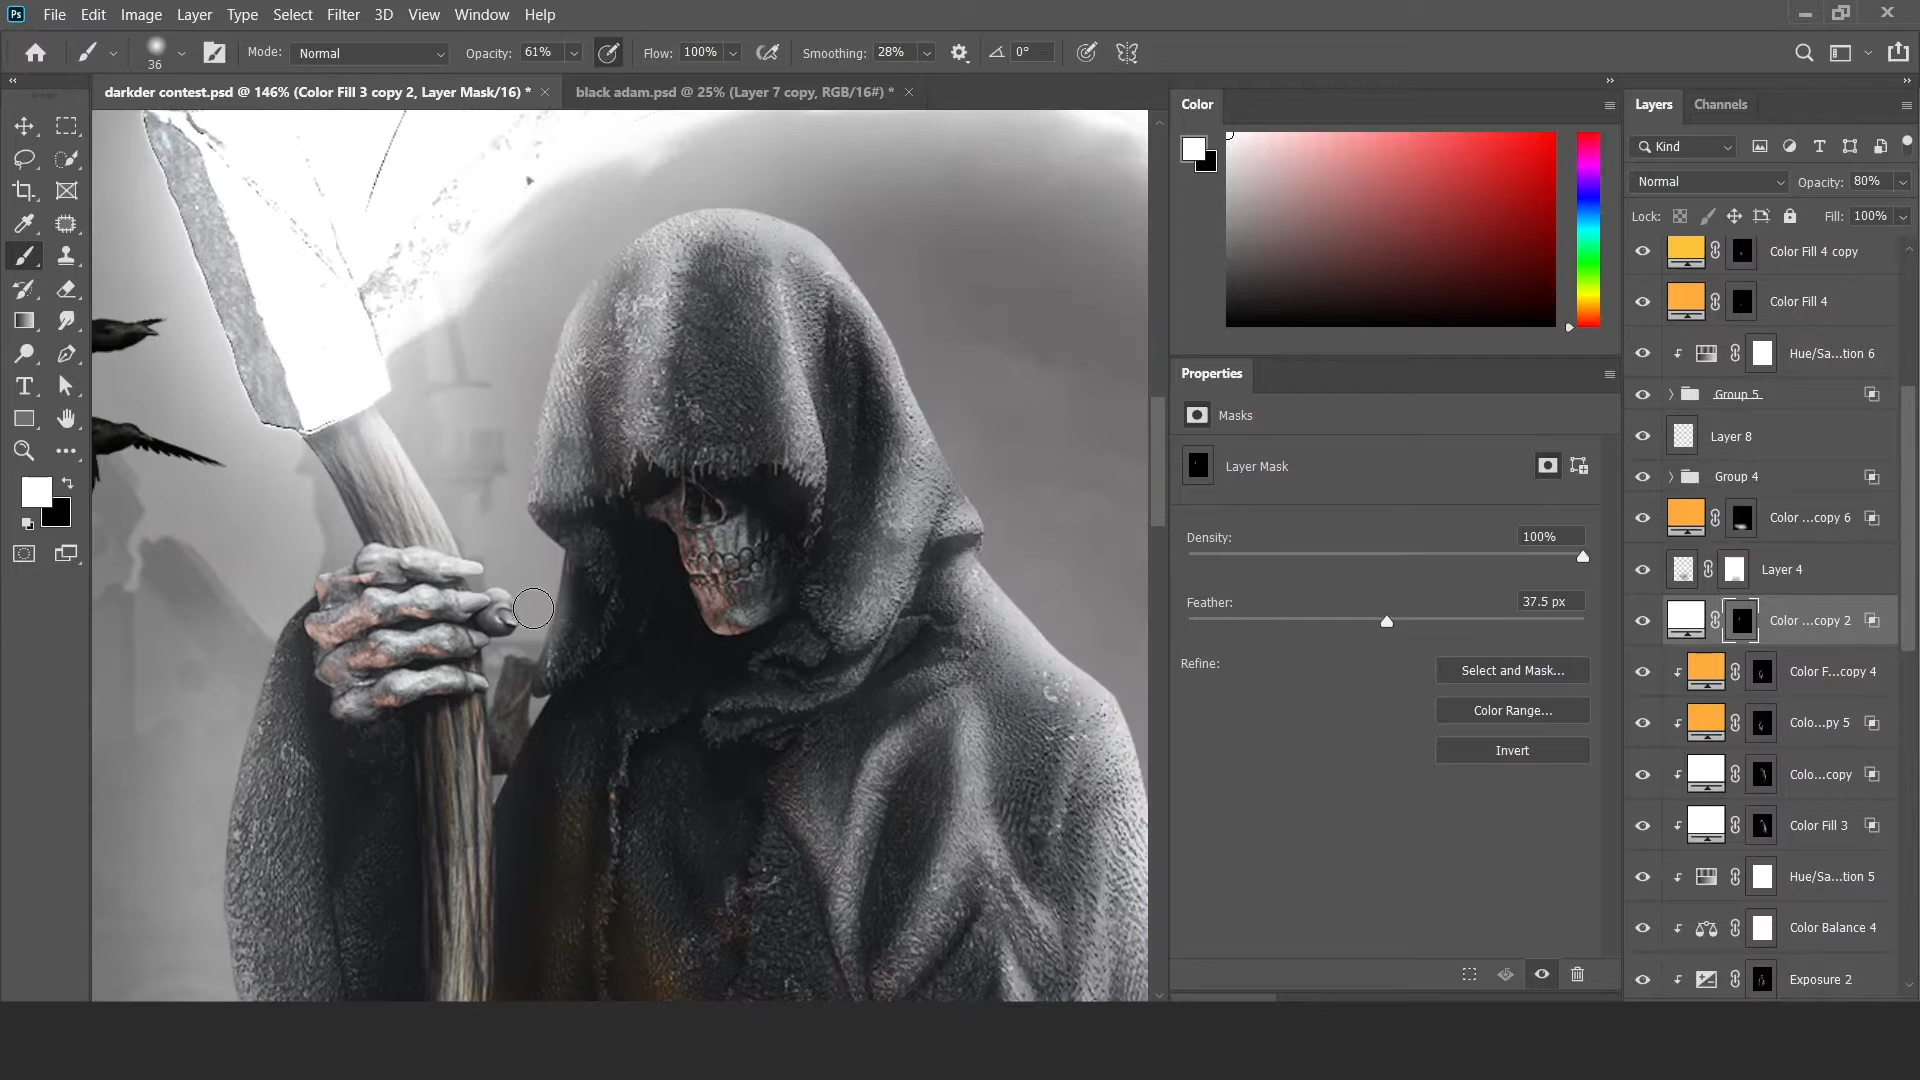 Ps File Edit Image Layer Type Select Filter 3D View Window Help
36 Mode: Normal Opacity: 61% Flow: 100% Smoothing: 28% 0°
darkder contest.psd @ 146% (Color Fill 3 copy 2, Layer Mask/16) * black adam.psd @ 25% (Layer 7 copy, RGB/16#) *
Color
Layers Channels
Kind
Normal Opacity: 80%
Lock: Fill: 100%
Color Fill 4 copy
Color Fill 4
Hue/Sa...tion 6
Properties
Group 5
Masks
Layer 8
Layer Mask
Group 4
Color ...copy 6
Density: 100%
Layer 4
Feather: 37.5 px
Color ...copy 2
Refine: Select and Mask...
Color F...copy 4
Color Range...
Colo...py 5
Invert
Colo...copy
Color Fill 3
Hue/Sa...tion 5
Color Balance 4
Exposure 2